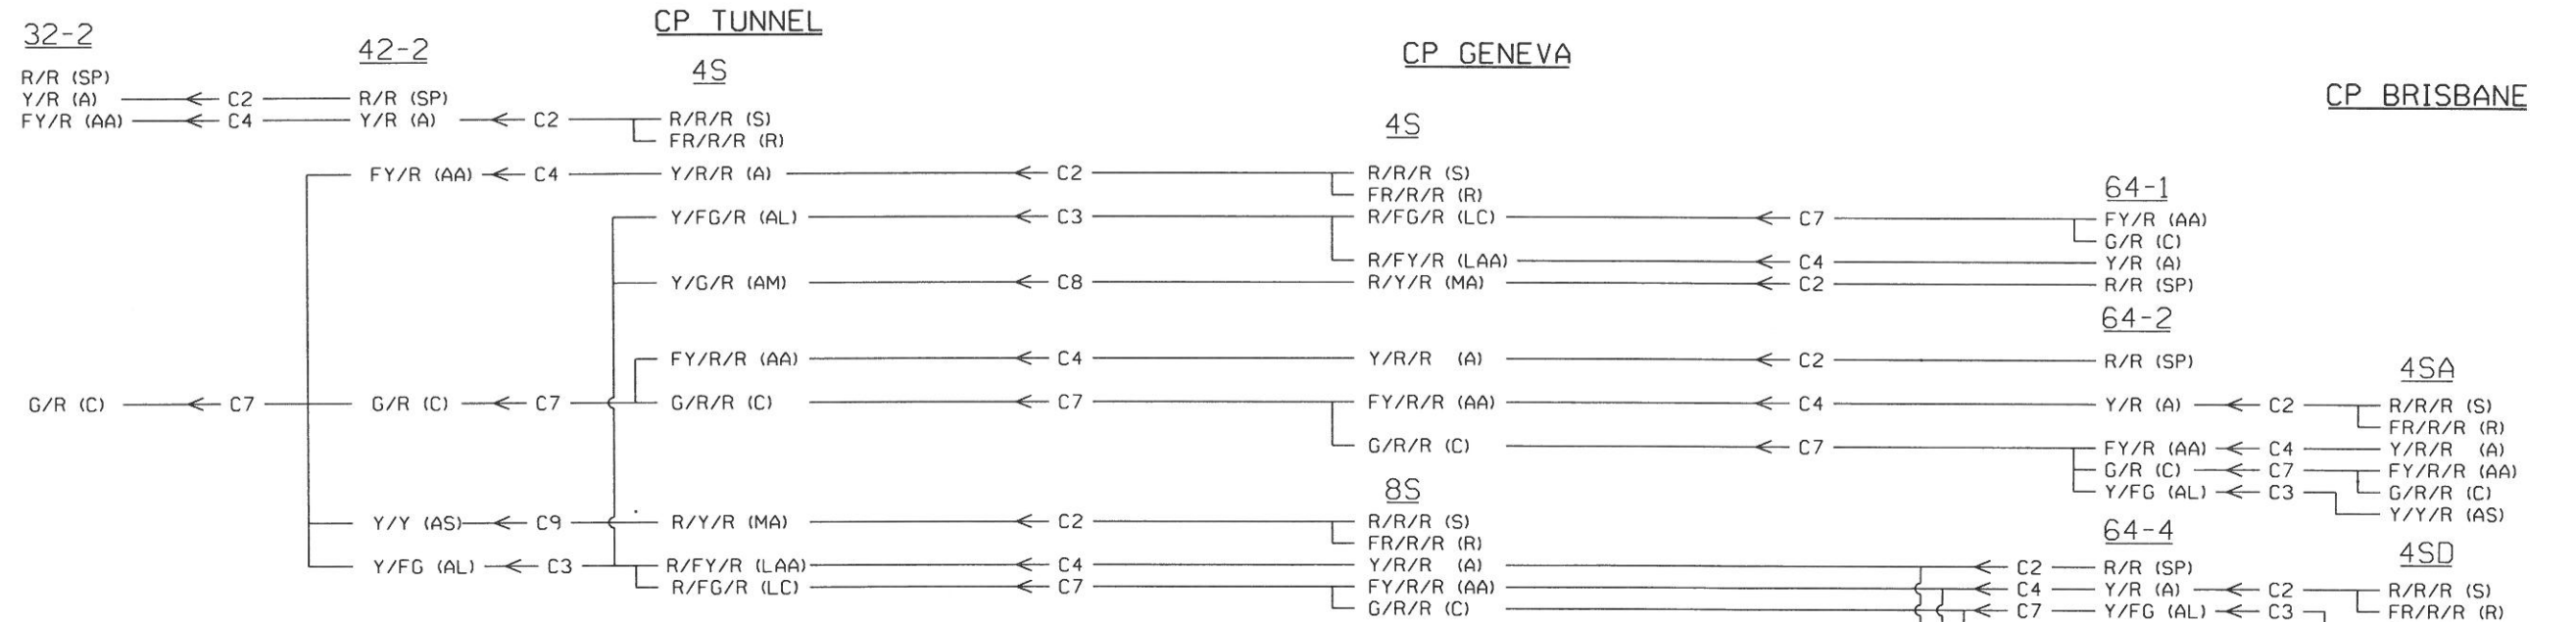 CP TUNNEL
32-2
42-2
CP GENEVA
4S
R/R (SP)
CP BRISBANE
Y/R (A) C2 R/R (SP)
FY/R (AA) C4 Y/R (A) C2 R/R/R (S)
4S
FR/R/R (R)
FY/R (AA) C4 Y/R/R (A) C2 R/R/R (S)
64-1
FR/R/R (R)
Y/FG/R (AL) C3 R/FG/R (LC) C7 FY/R (AA)
G/R (C)
R/FY/R (LAA) C4 Y/R (A)
Y/G/R (AM) C8 R/Y/R (MA) C2 R/R (SP)
64-2
FY/R/R (AA) C4 Y/R/R (A) C2 R/R (SP)
4SA
G/R (C) C7 G/R (C) C7 G/R/R (C) C7 FY/R/R (AA) C4 Y/R (A) C2 R/R/R (S)
FR/R/R (R)
G/R/R (C) C7 FY/R (AA) C4 Y/R/R (A)
G/R (C) C7 FY/R/R (AA)
8S
Y/FG (AL) C3 G/R/R (C)
Y/Y/R (AS)
Y/Y (AS) C9 R/Y/R (MA) C2 R/R/R (S)
64-4
FR/R/R (R)
4SD
Y/FG (AL) C3 R/FY/R (LAA) C4 Y/R/R (A) C2 R/R (SP)
R/FG/R (LC) C7 FY/R/R (AA) C4 Y/R (A) C2 R/R/R (S)
G/R/R (C) C7 Y/FG (AL) C3 FR/R/R (R)